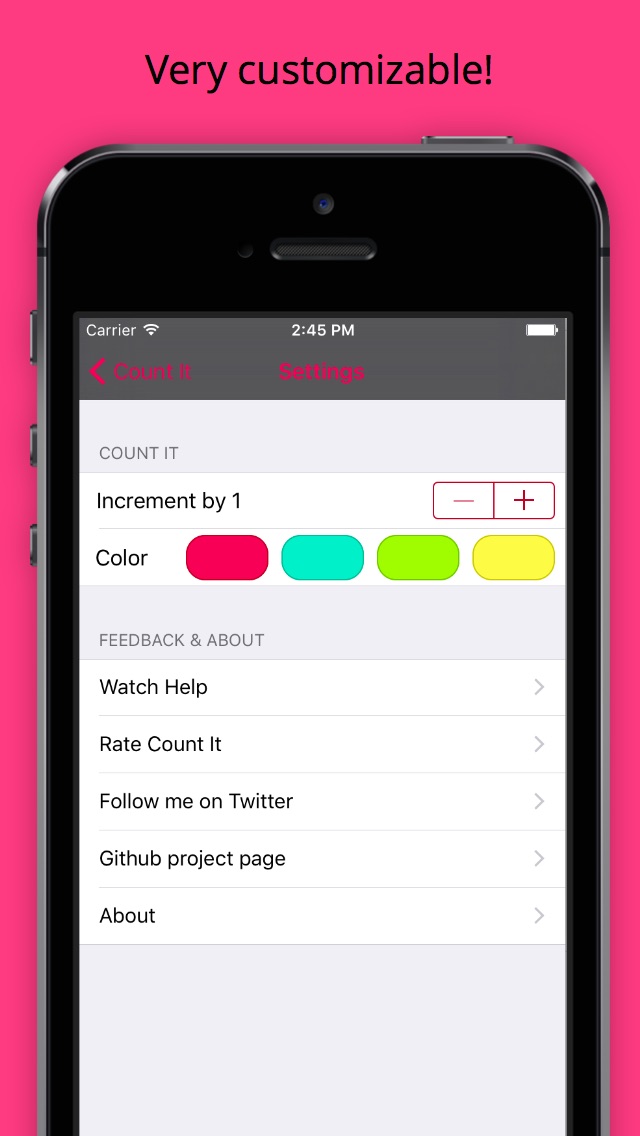 Very customizable!
Carrier 2:45 PM
Count It Settings
COUNT IT
Increment by 1
Color
FEEDBACK & ABOUT
Watch Help
Rate Count It
Follow me on Twitter
Github project page
About